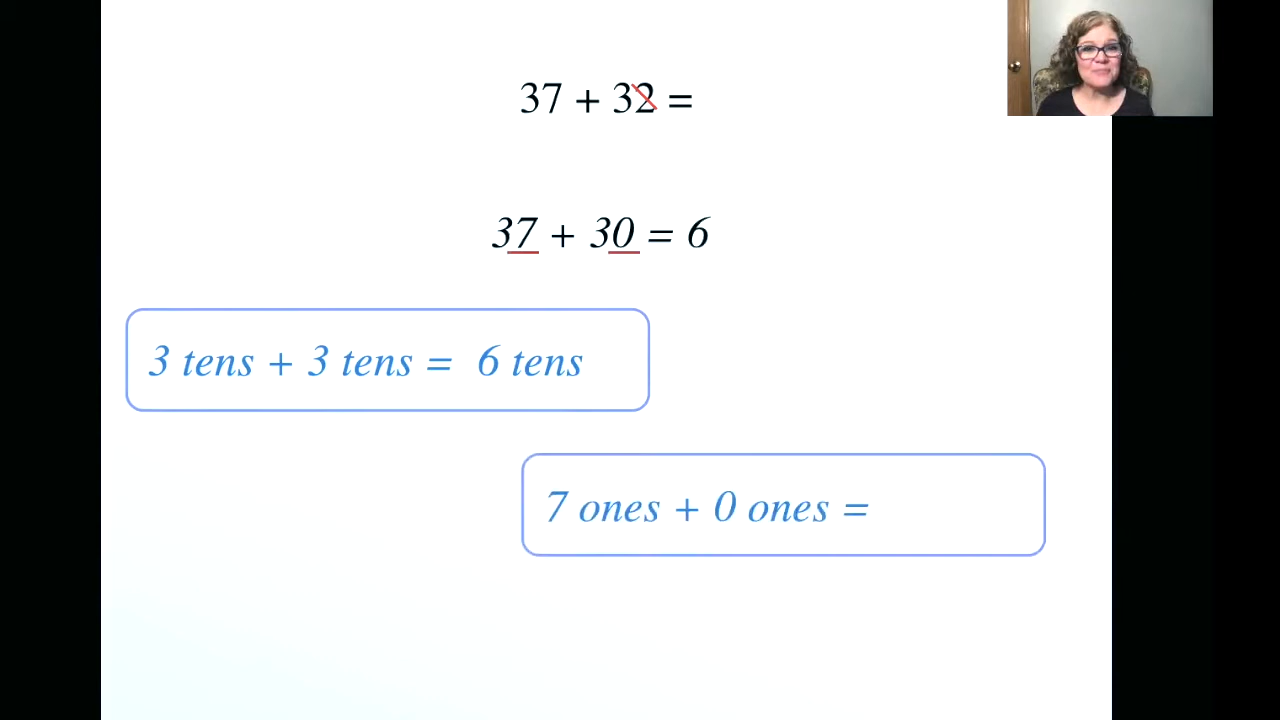 37 + 32 =
37 + 30 = 6
3 tens + 3 tens = 6 tens
7 ones + 0 ones =